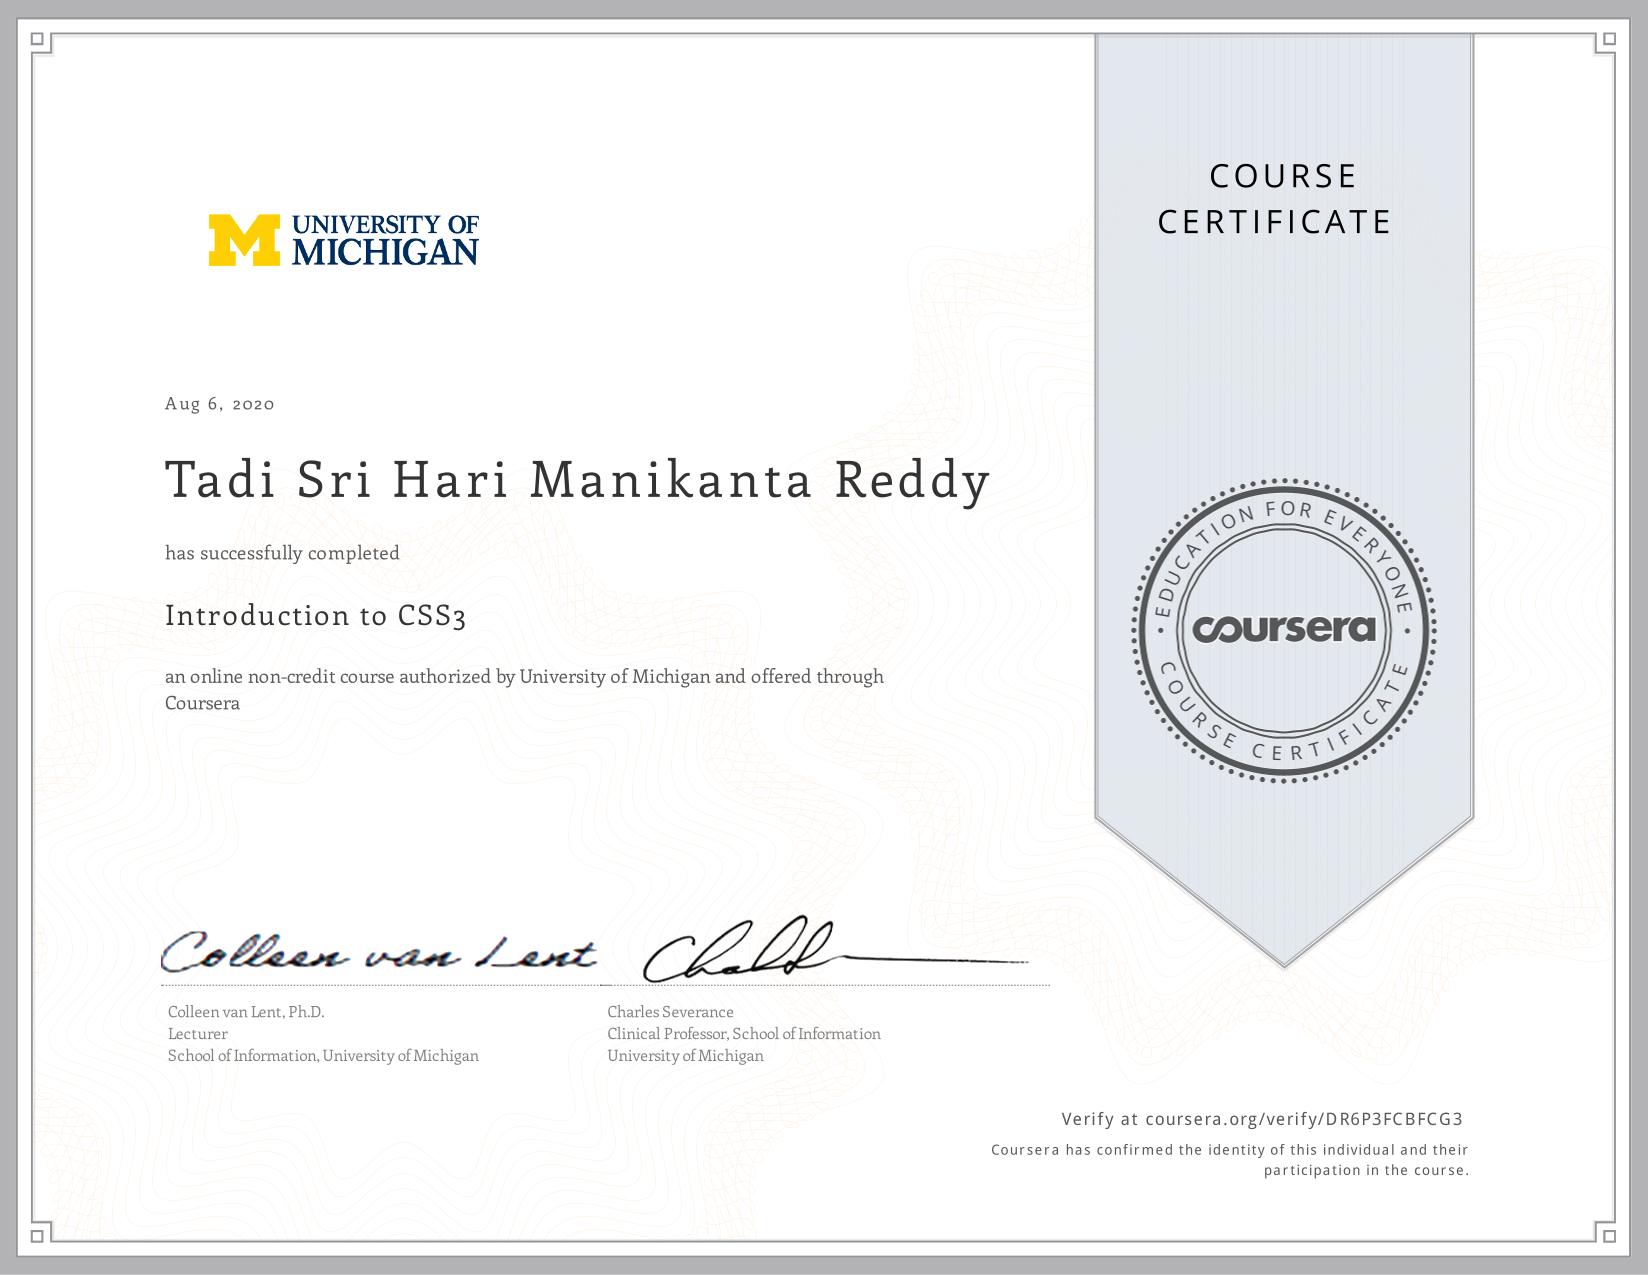 COURSE
CERTIFICATE
UNIVERSITY OF
MICHIGAN
Aug 6, 2020
Tadi Sri Hari Manikanta Reddy
has successfully completed
Introduction to CSS3
an online non-credit course authorized by University of Michigan and offered through
Coursera
EDUCATION FOR EVERYONE
coursera
COURSE CERTIFICATE
Colleen van Lent
Colleen van Lent, Ph.D.
Lecturer
School of Information, University of Michigan
Charles Severance
Clinical Professor, School of Information
University of Michigan
Verify at coursera.org/verify/DR6P3FCBFCG3
Coursera has confirmed the identity of this individual and their
participation in the course.